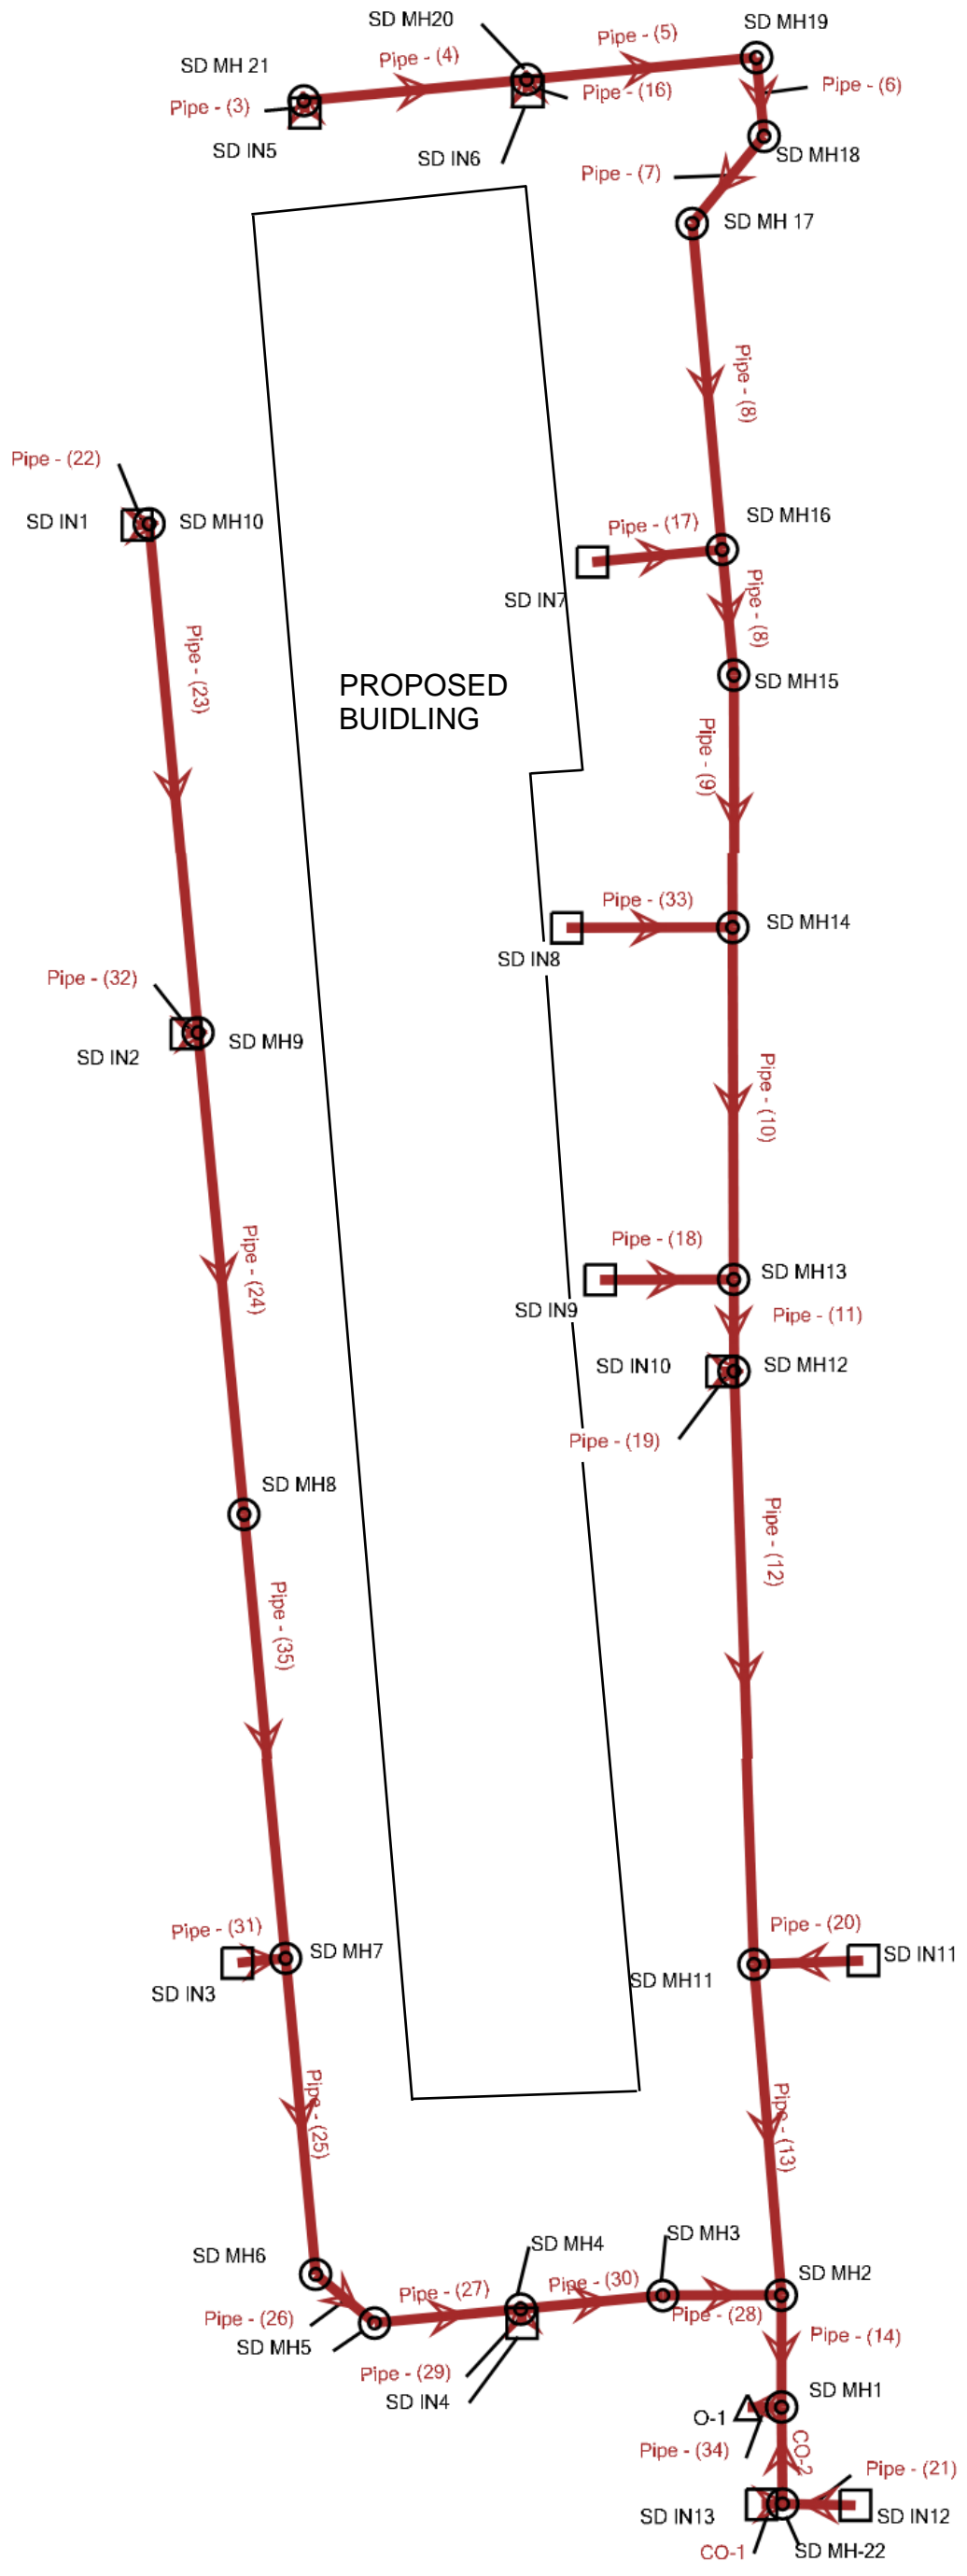 SD MH20
SD MH19
Pipe - (5)
Pipe - (4)
SD MH 21
Pipe - (6)
Pipe - (16)
Pipe - (3)
SD IN5
SD IN6
SD MH18
Pipe - (7)
SD MH 17
Pipe - (8)
Pipe - (22)
SD IN1
SD MH10
SD MH16
Pipe - (17)
SD IN7
Pipe - (8)
Pipe - (23)
PROPOSED
BUIDLING
SD MH15
Pipe - (9)
Pipe - (33)
SD MH14
SD IN8
Pipe - (32)
SD MH9
SD IN2
Pipe - (10)
Pipe - (18)
Pipe - (24)
SD MH13
SD IN9
Pipe - (11)
SD IN10
SD MH12
Pipe - (19)
SD MH8
Pipe - (12)
Pipe - (35)
Pipe - (20)
Pipe - (31)
SD MH7
SD IN11
SD MH11
SD IN3
Pipe - (25)
Pipe - (13)
SD MH3
SD MH4
SD MH6
SD MH2
Pipe - (30)
Pipe - (27)
Pipe - (28)
Pipe - (26)
Pipe - (14)
SD MH5
Pipe - (29)
SD IN4
SD MH1
O-1
Pipe - (34)
CO-2
Pipe - (21)
SD IN13
SD IN12
CO-1
SD MH-22